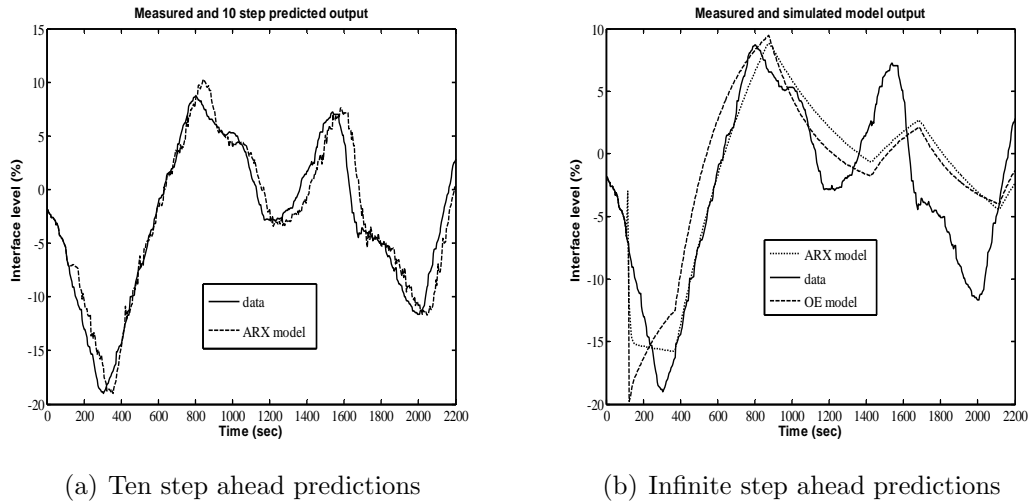 Measured and 10 step predicted output
15
10
5
0
-5
-10
-15
-20
Interface level (%)
data
ARX model
0 200 400 600 800 1000 1200 1400 1600 1800 2000 2200
Time (sec)
(a) Ten step ahead predictions
Measured and simulated model output
10
5
0
-5
-10
-15
-20
Interface level (%)
ARX model
data
OE model
0 200 400 600 800 1000 1200 1400 1600 1800 2000 2200
Time (sec)
(b) Infinite step ahead predictions